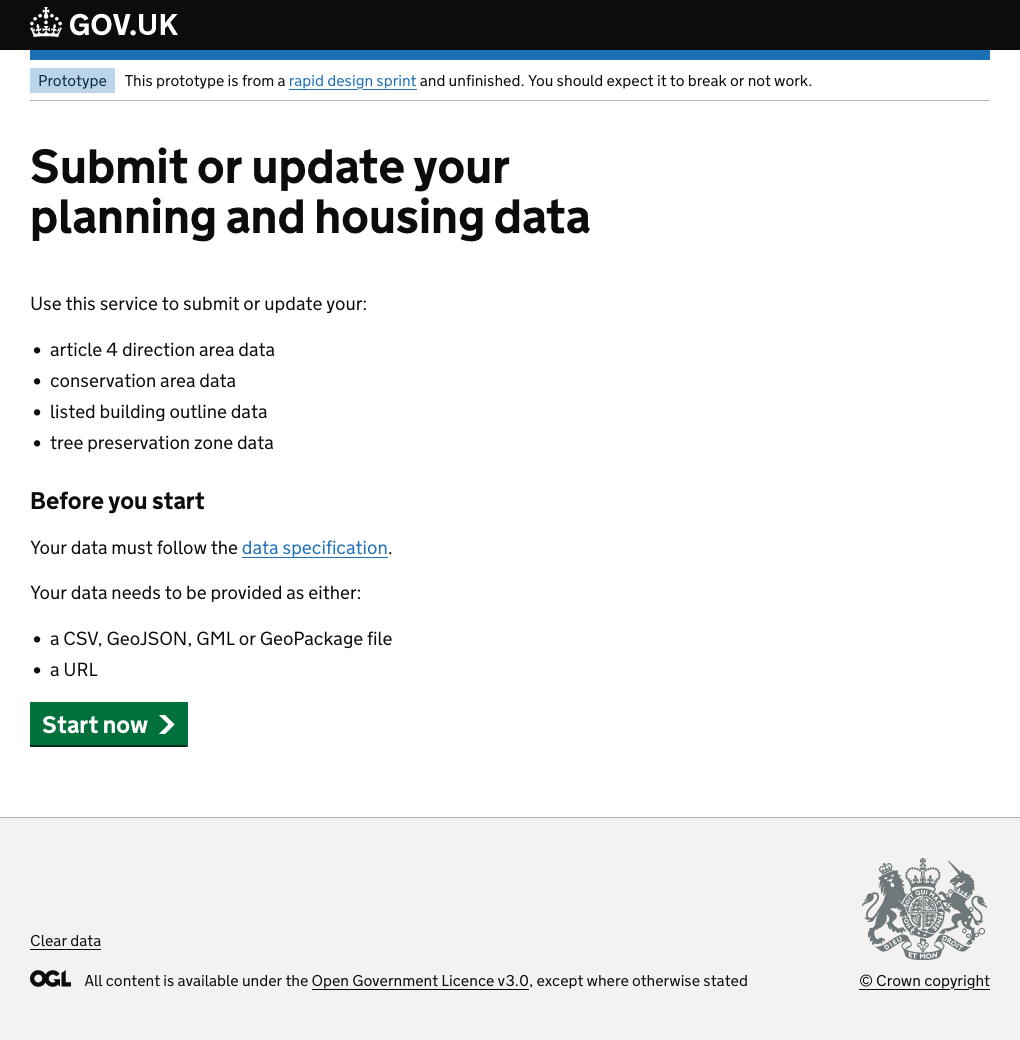 GOV.UK
Prototype This prototype is from a rapid design sprint and unfinished. You should expect it to break or not work.
Submit or update your
planning and housing data
Use this service to submit or update your:
• article 4 direction area data
• conservation area data
• listed building outline data
• tree preservation zone data
Before you start
Your data must follow the data specification.
Your data needs to be provided as either:
• a CSV, GeoJSON, GML or GeoPackage file
• a URL
Start now
Clear data
DIEU ET MON DROIT
OGL All content is available under the Open Government Licence v3.0, except where otherwise stated
© Crown copyright